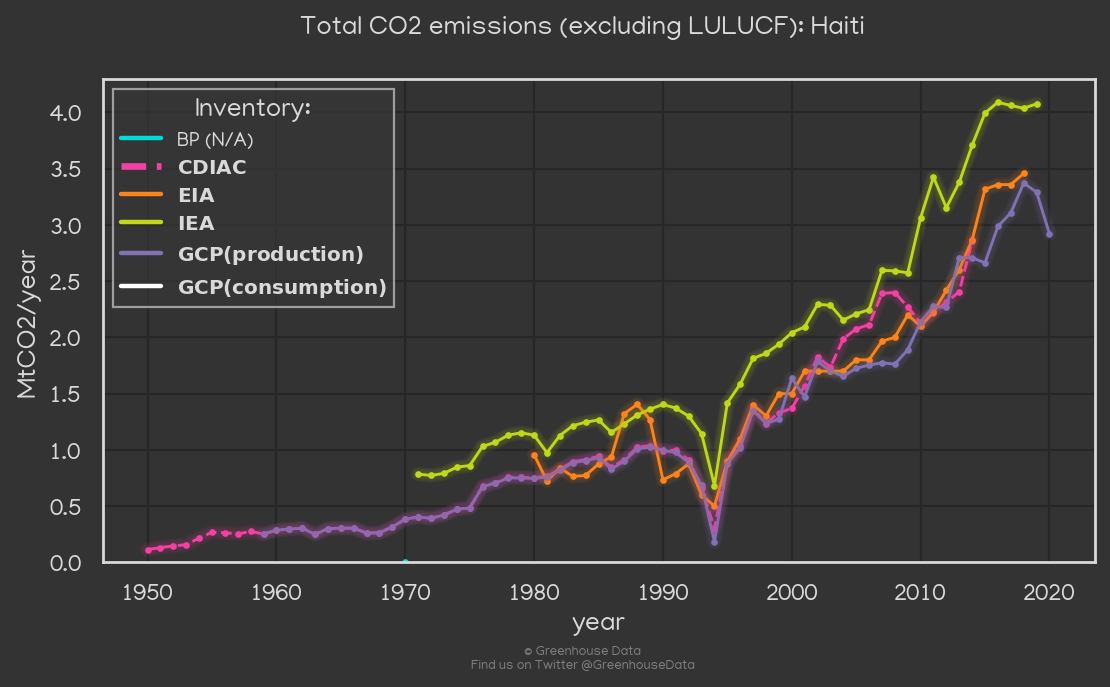 Total CO2 emissions (excluding LULUCF): Haiti
Inventory:
BP (N/A)
CDIAC
EIA
IEA
GCP(production)
GCP(consumption)
MtCO2/year
4.0
3.5
3.0
2.5
2.0
1.5
1.0
0.5
0.0
1950 1960 1970 1980 1990 2000 2010 2020
year
© Greenhouse Data
Find us on Twitter @GreenhouseData